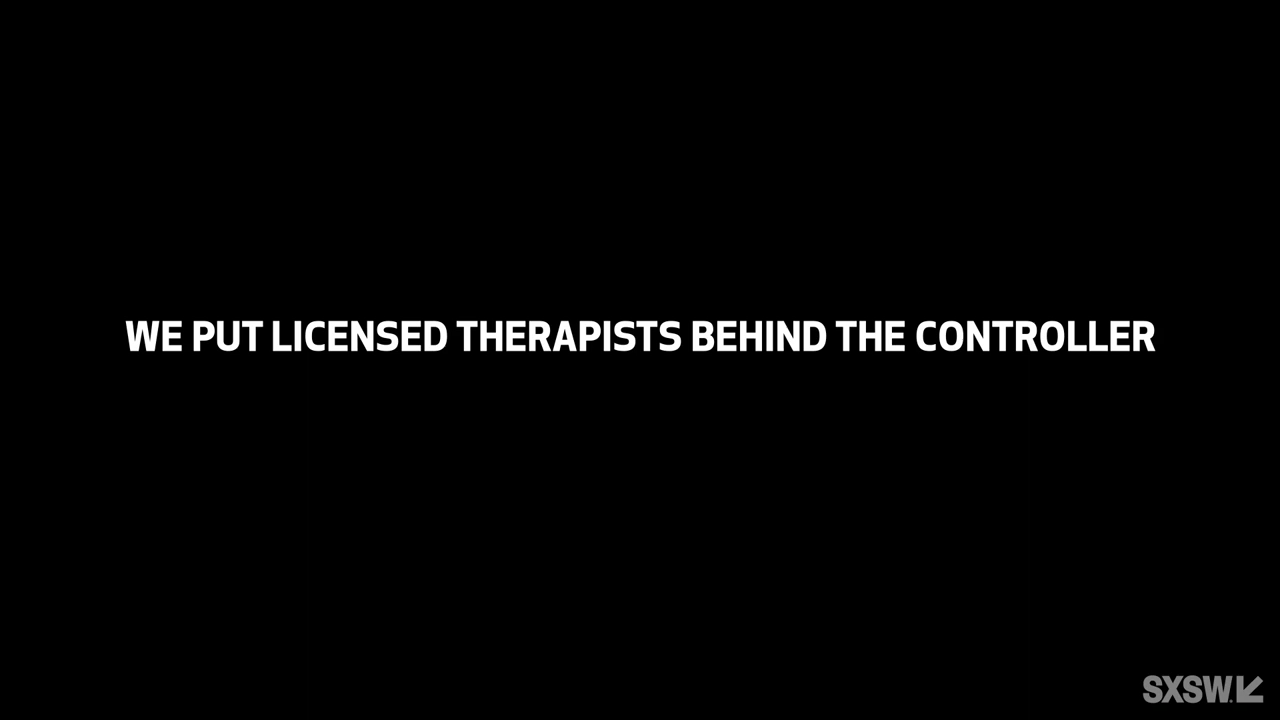 WE PUT LICENSED THERAPISTS BEHIND THE CONTROLLER
SXSW.